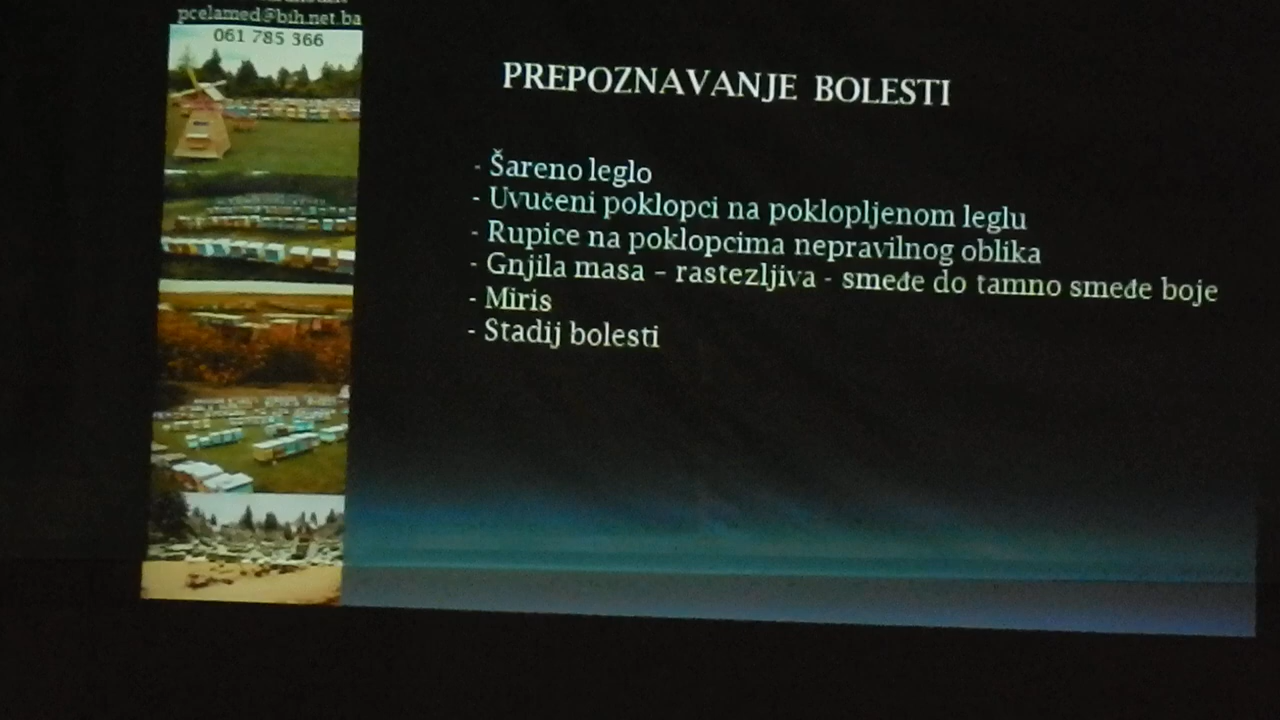 pcelamed@bih.net.ba
061 785 366
PREPOZNAVANJE BOLESTI
- Šareno leglo
- Uvučeni poklopci na poklopljenom leglu
- Rupice na poklopcima nepravilnog oblika
- Gnjila masa – rastezljiva - smeđe do tamno smeđe boje
- Miris
- Stadij bolesti